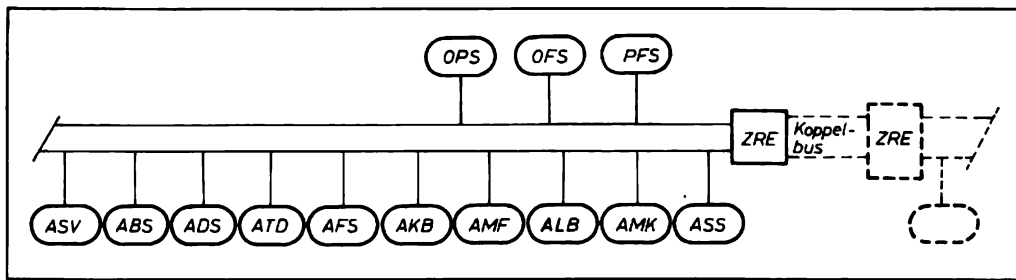 OPS OFS PFS
ZRE Koppel-
bus ZRE
ASV ABS ADS ATD AFS AKB AMF ALB AMK ASS